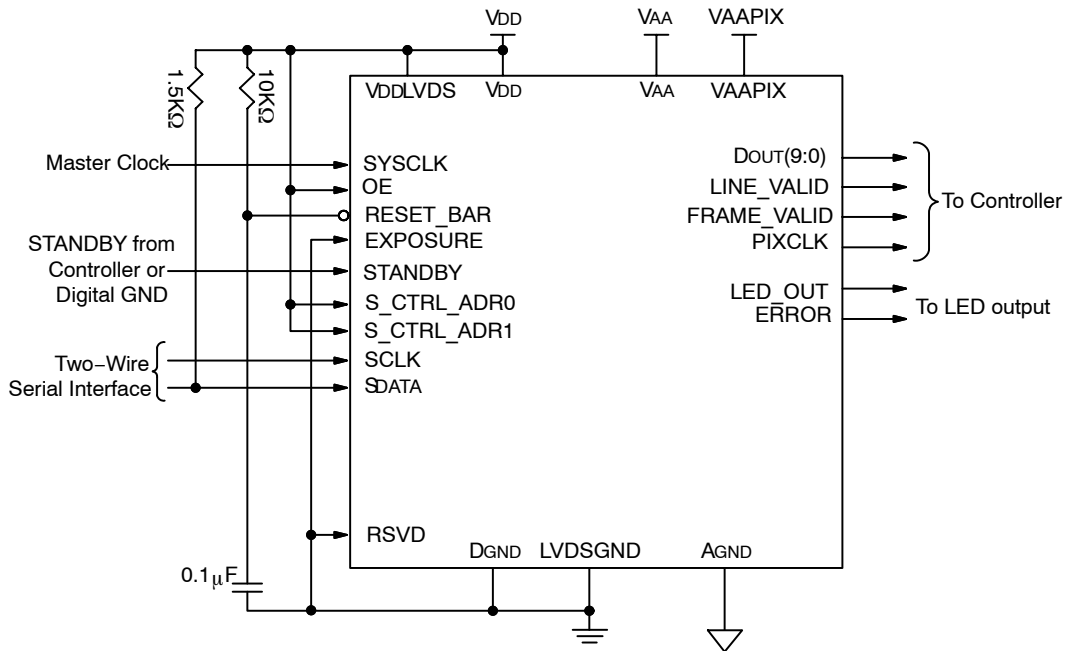 VDD
VAA
VAAPIX
1.5KΩ
10KΩ
VDDLVDS
VDD
VAA
VAAPIX
Master Clock
SYSCLK
OE
RESET_BAR
EXPOSURE
STANDBY from
Controller or
Digital GND
STANDBY
S_CTRL_ADR0
S_CTRL_ADR1
Two−Wire
Serial Interface
SCLK
SDATA
DOUT(9:0)
LINE_VALID
FRAME_VALID
PIXCLK
To Controller
LED_OUT
ERROR
To LED output
RSVD
DGND
LVDSGND
AGND
0.1μF